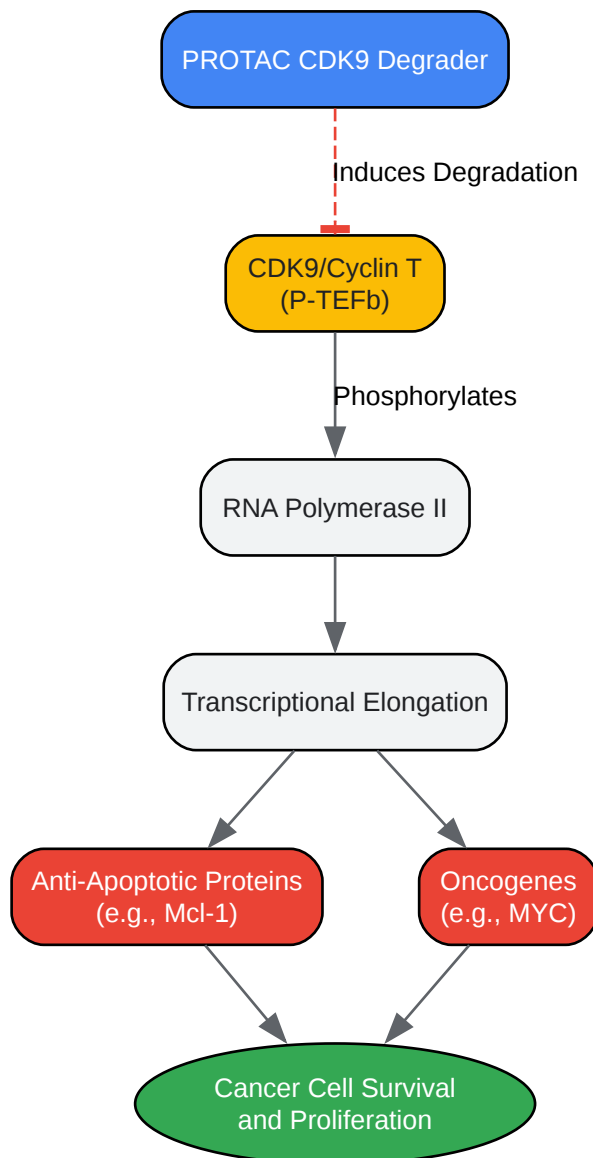 PROTAC CDK9 Degrader
Induces Degradation
CDK9/Cyclin T
(P-TEFb)
Phosphorylates
RNA Polymerase II
Transcriptional Elongation
Anti-Apoptotic Proteins
(e.g., Mcl-1)
Oncogenes
(e.g., MYC)
Cancer Cell Survival
and Proliferation